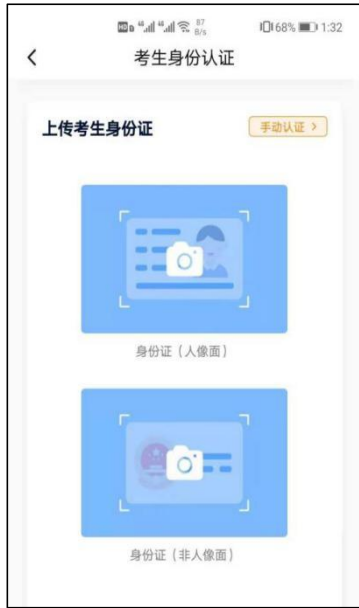 87
B/s
68%
1:32
考生身份认证
上传考生身份证
手动认证
身份证（人像面）
身份证（非人像面）